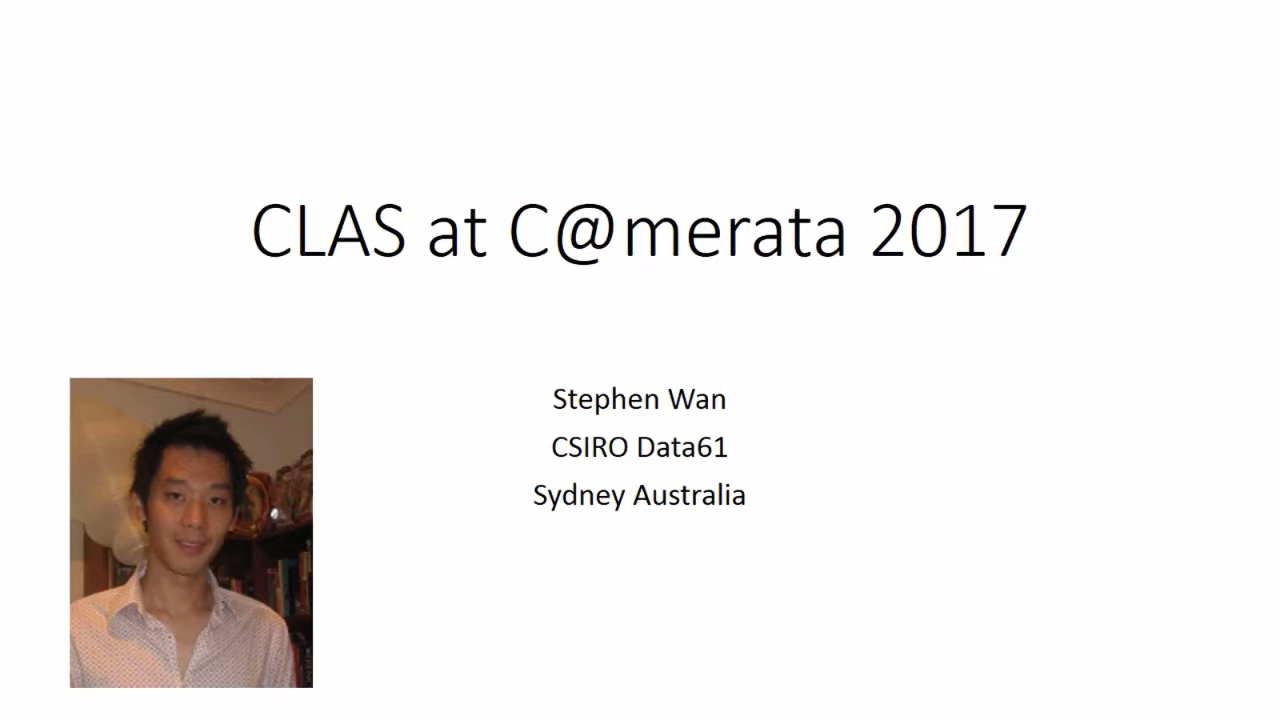 CLAS at C@merata 2017
Stephen Wan
CSIRO Data61
Sydney Australia